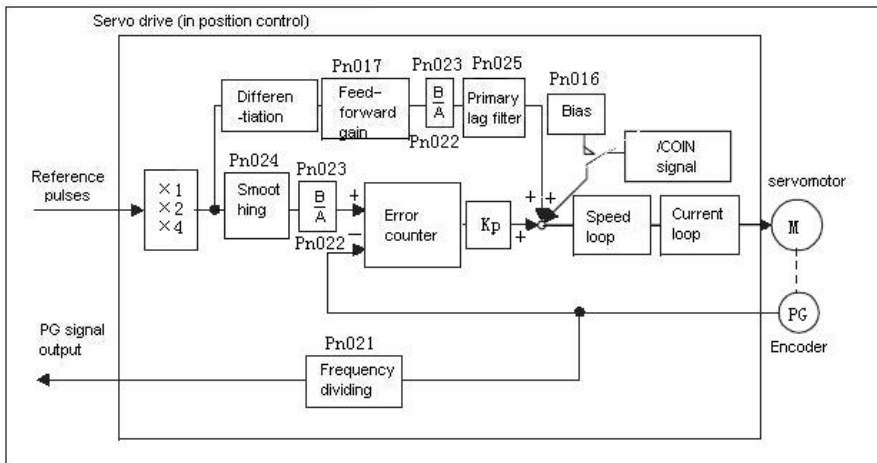 Servo drive (in position control)
Pn017
Pn023
Pn025
Pn016
Differen
-tiation
Feed-
forward
gain
B
A
Pn022
Primary
lag filter
Bias
/COIN
signal
Reference
pulses
×1
×2
×4
Pn024
Smoot
hing
Pn023
B
A
Pn022
+
−
Error
counter
Kp
+
+
+
Speed
loop
Current
loop
servomotor
M
PG
Encoder
PG signal
output
Pn021
Frequency
dividing